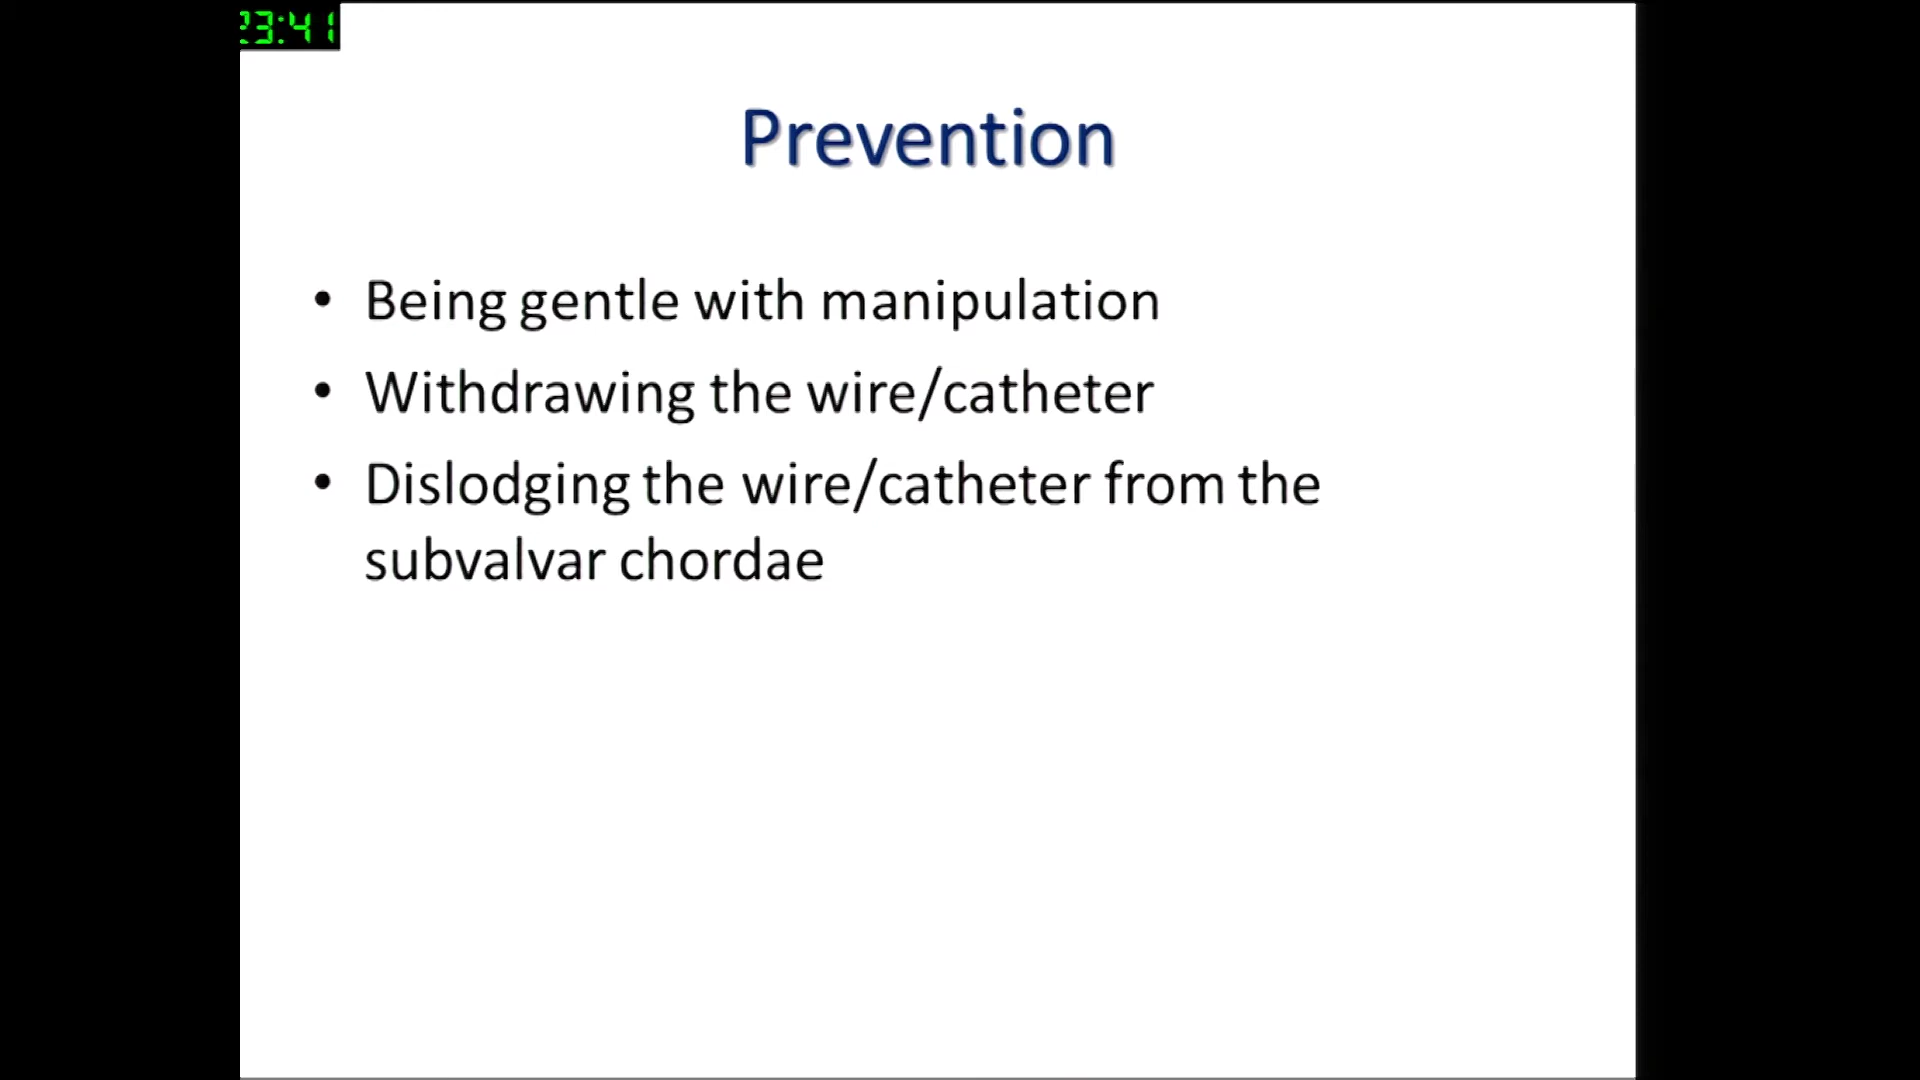 23:41
Prevention
• Being gentle with manipulation
• Withdrawing the wire/catheter
• Dislodging the wire/catheter from the
subvalvar chordae